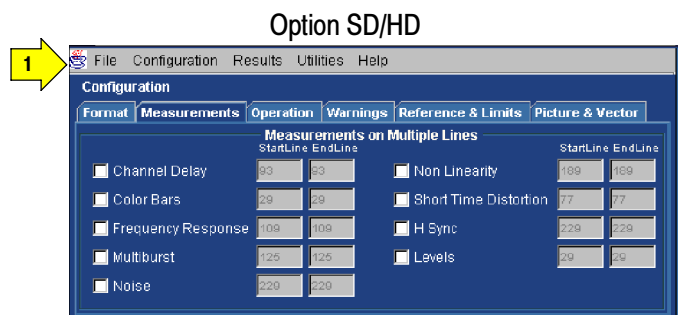 Option SD/HD
1
File Configuration Results Utilities Help
Configuration
Format Measurements Operation Warnings Reference & Limits Picture & Vector
Measurements on Multiple Lines
StartLine EndLine StartLine EndLine
Channel Delay 93 93 Non Linearity 189 189
Color Bars 29 29 Short Time Distortion 77 77
Frequency Response 109 109 H Sync 229 229
Multiburst 125 125 Levels 29 29
Noise 229 229